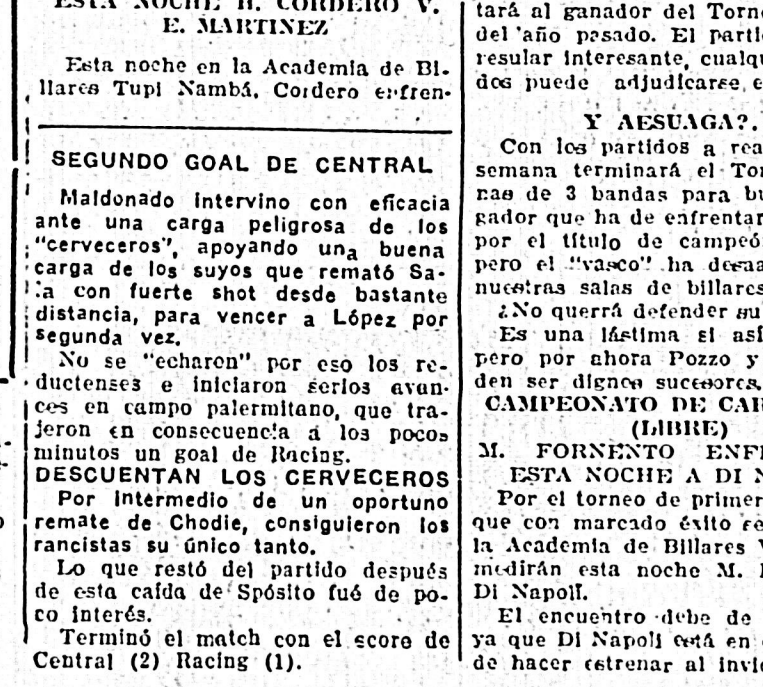 ESTA NOCHE H. CORDERO V.
E. MARTINEZ
Esta noche en la Academia de Bi-
llares Tupí Nambá, Cordero enfren-
SEGUNDO GOAL DE CENTRAL
Maldonado intervino con eficacia
ante una carga peligrosa de los
"cerveceros", apoyando una buena
carga de los suyos que remató Sa-
la con fuerte shot desde bastante
distancia, para vencer a López por
segunda vez.
No se "echaron" por eso los re-
ductenses e iniciaron serios avan-
ces en campo palermitano, que tra-
jeron en consecuencia a los pocos
minutos un goal de Racing.
DESCUENTAN LOS CERVECEROS
Por intermedio de un oportuno
remate de Chodie, consiguieron los
rancistas su único tanto.
Lo que restó del partido después
de esta caída de Spósito fué de po-
co interés.
Terminó el match con el score de
Central (2) Racing (1).
tará al ganador del Torne
del año pasado. El parti
resular interesante, cualqu
dos puede adjudicarse e
Y AESUAGA?.
Con los partidos a rea
semana terminará el To
nas de 3 bandas para bu
gador que ha de enfrentar
por el título de campeó
pero el "vasco" ha desa
nuestras salas de billares
¿No querrá defender su
Es una lástima si así
pero por ahora Pozzo y
den ser dignos sucesores.
CAMPEONATO DE CAR
(LIBRE)
M. FORNENTO ENF
ESTA NOCHE A DI N
Por el torneo de primer
que con marcado éxito se
la Academia de Billares
medirán esta noche M.
Di Napolí.
El encuentro debe de
ya que Di Napoli está en
de hacer estrenar al invi